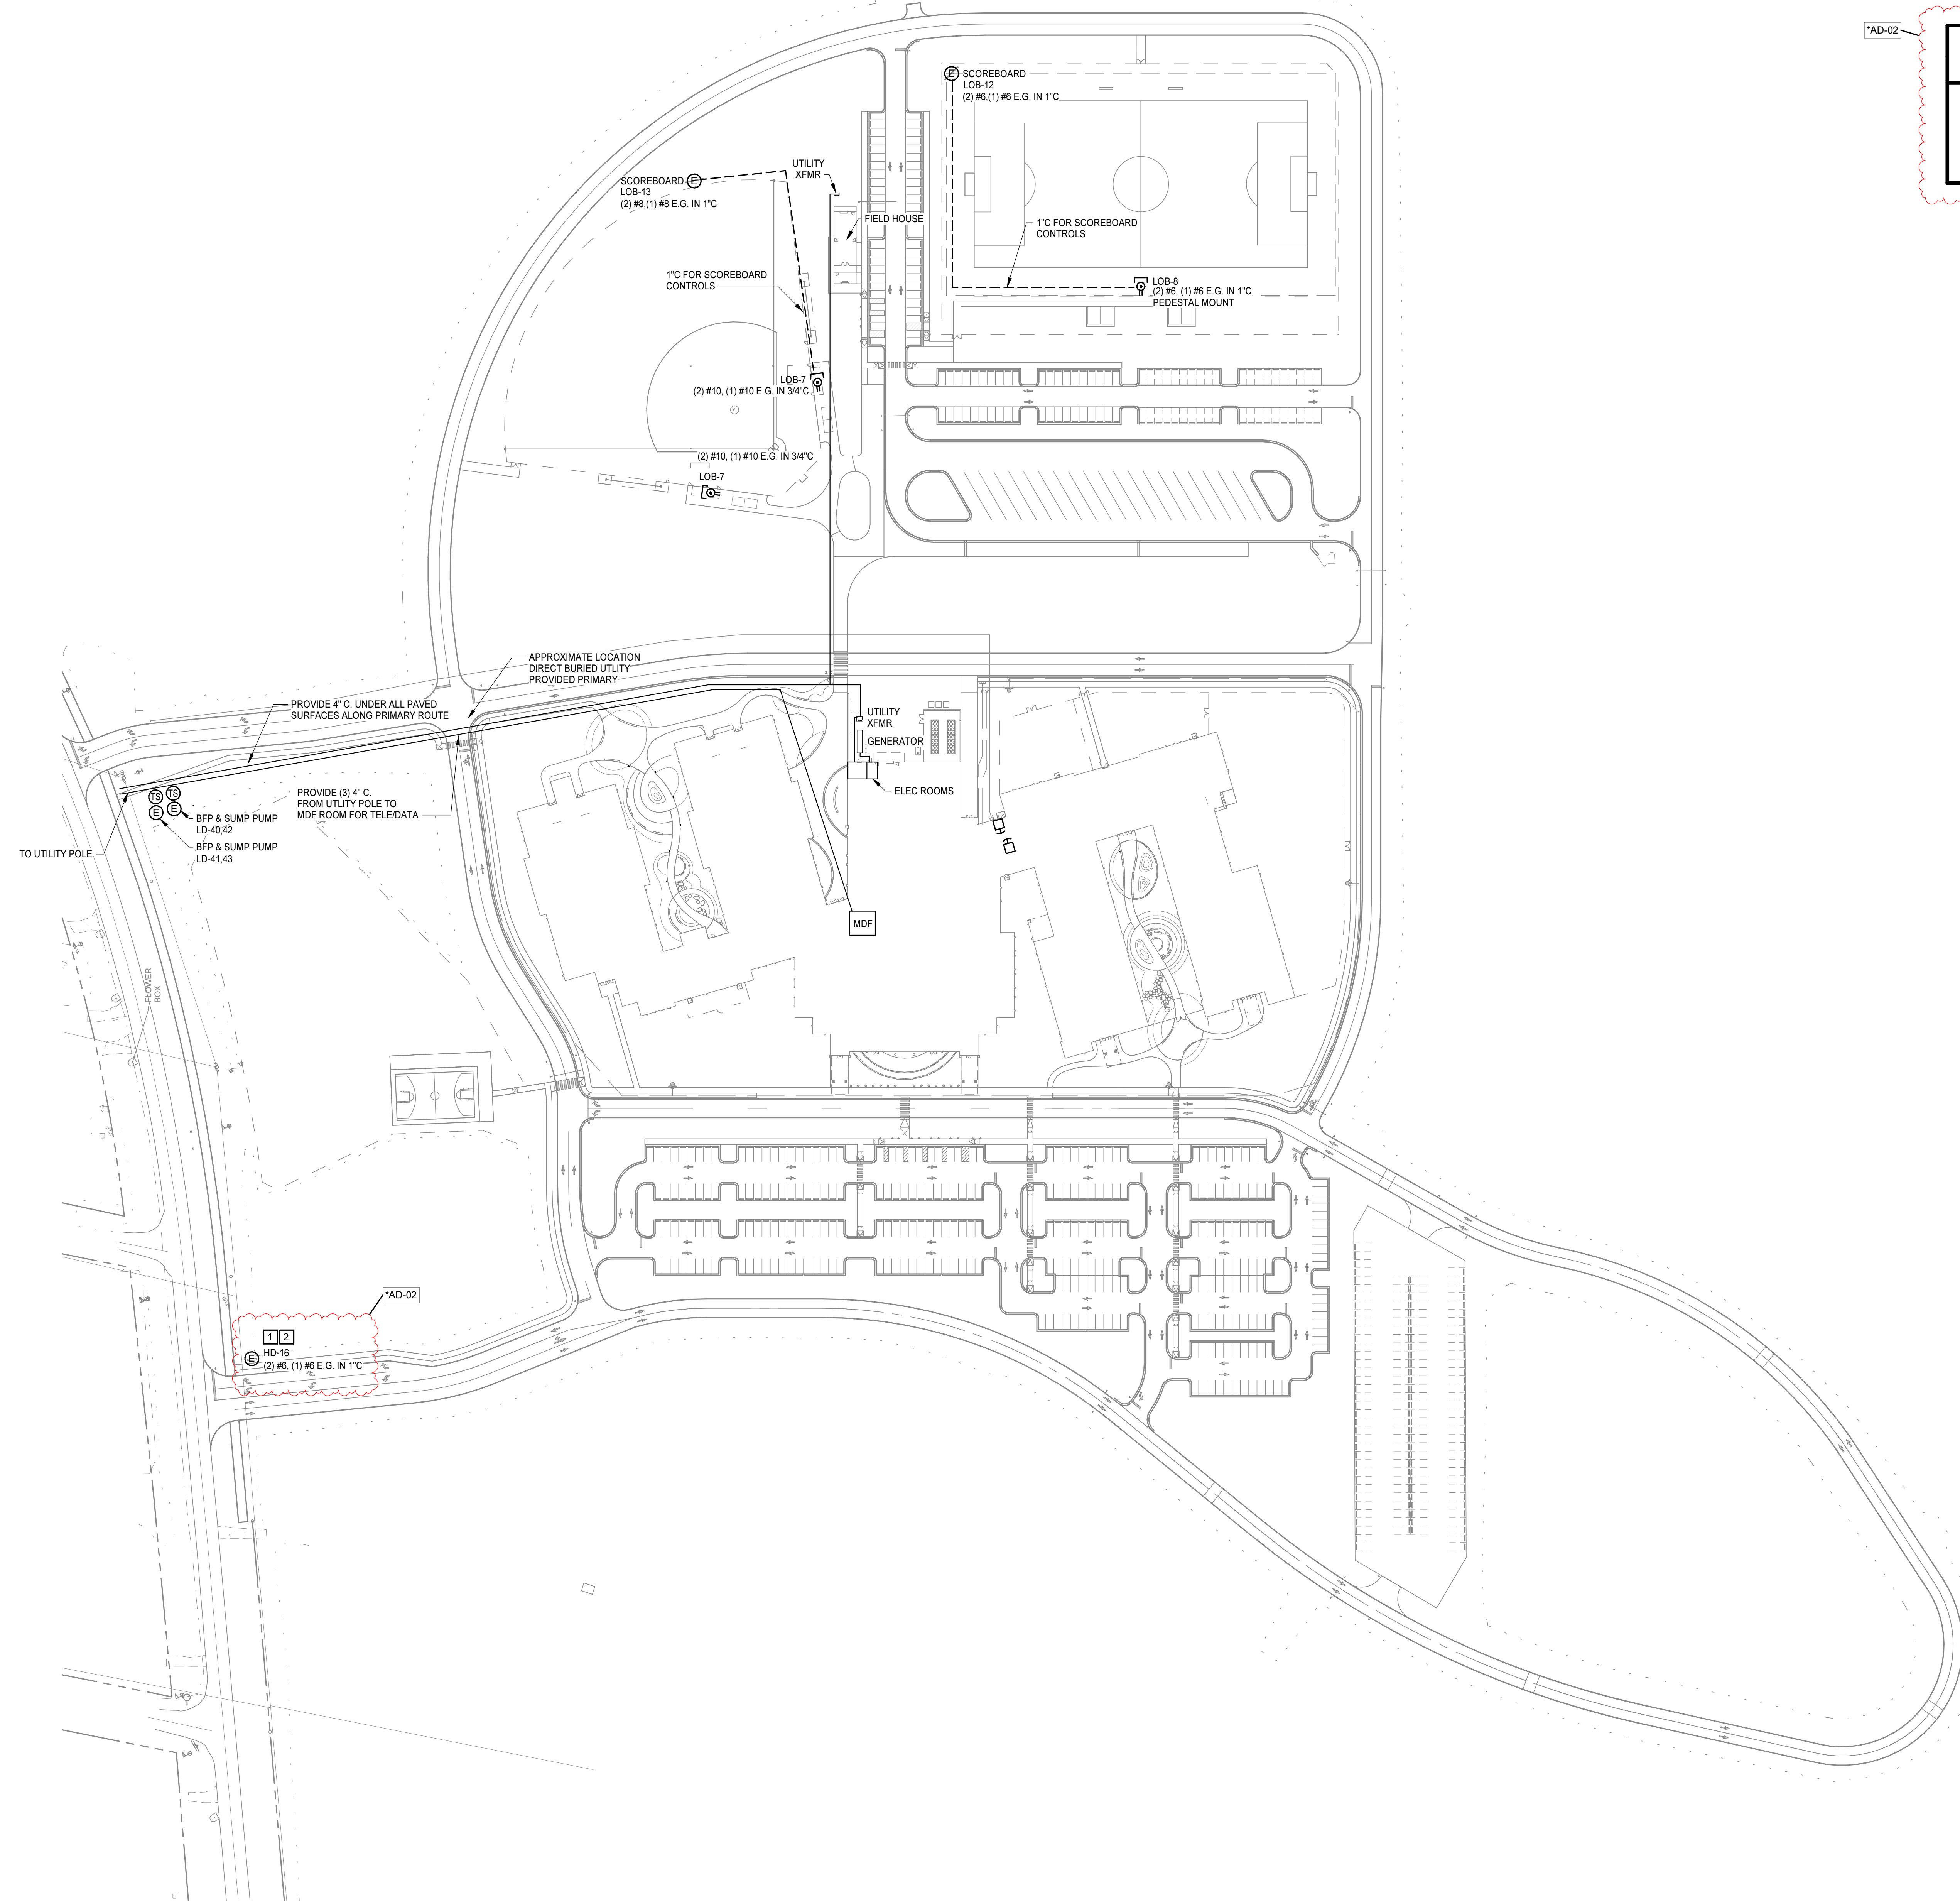 *AD-02
SCOREBOARD
LOB-12
(2) #6,(1) #6 E.G. IN 1"C
E
UTILITY
XFMR
SCOREBOARD
E
LOB-13
(2) #8,(1) #8 E.G. IN 1"C
FIELD HOUSE
1"C FOR SCOREBOARD
CONTROLS
1"C FOR SCOREBOARD
CONTROLS
LOB-8
(2) #6, (1) #6 E.G. IN 1"C
PEDESTAL MOUNT
LOB-7
(2) #10, (1) #10 E.G. IN 3/4"C
(2) #10, (1) #10 E.G. IN 3/4"C
LOB-7
APPROXIMATE LOCATION
DIRECT BURIED UTLITY
PROVIDED PRIMARY
PROVIDE 4" C. UNDER ALL PAVED
SURFACES ALONG PRIMARY ROUTE
UTILITY
XFMR
GENERATOR
ELEC ROOMS
PROVIDE (3) 4" C.
FROM UTLITY POLE TO
MDF ROOM FOR TELE/DATA
TS TS
E E
BFP & SUMP PUMP
LD-40,42
BFP & SUMP PUMP
LD-41,43
TO UTILITY POLE
MDF
FLOWER
BOX
*AD-02
1 2
HD-16
E
(2) #6, (1) #6 E.G. IN 1"C